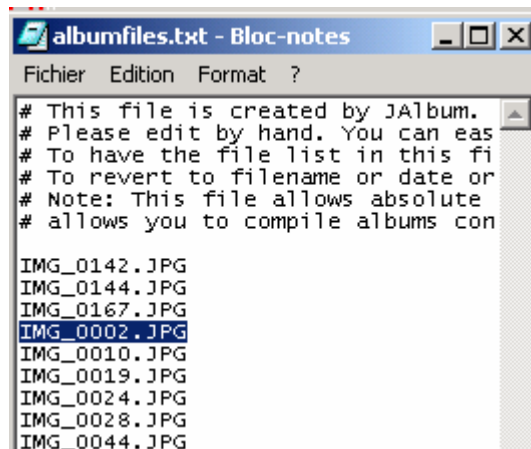 albumfiles.txt - Bloc-notes
Fichier Edition Format ?
# This file is created by JAlbum.
# Please edit by hand. You can eas
# To have the file list in this fi
# To revert to filename or date or
# Note: This file allows absolute
# allows you to compile albums con
IMG_0142.JPG
IMG_0144.JPG
IMG_0167.JPG
IMG_0002.JPG
IMG_0010.JPG
IMG_0019.JPG
IMG_0024.JPG
IMG_0028.JPG
IMG_0044.JPG